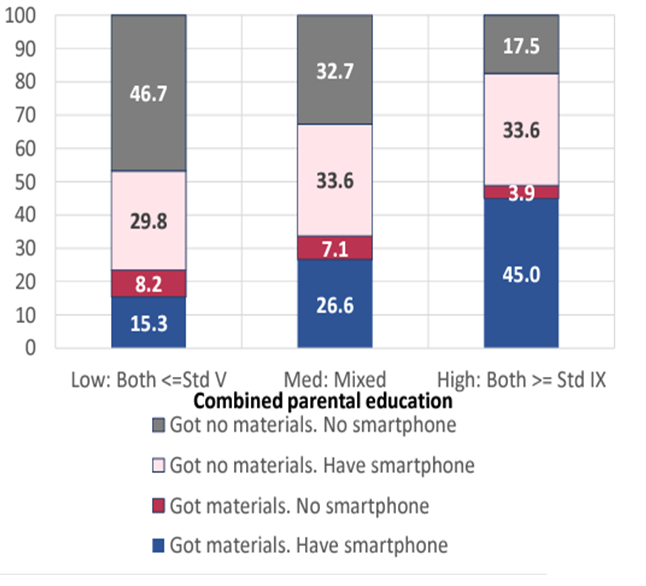 100
90
80
70
60
50
40
30
20
10
0
46.7
29.8
8.2
15.3
32.7
33.6
7.1
26.6
17.5
33.6
3.9
45.0
Low: Both <=Std V
Med: Mixed
High: Both >= Std IX
Combined parental education
Got no materials. No smartphone
Got no materials. Have smartphone
Got materials. No smartphone
Got materials. Have smartphone